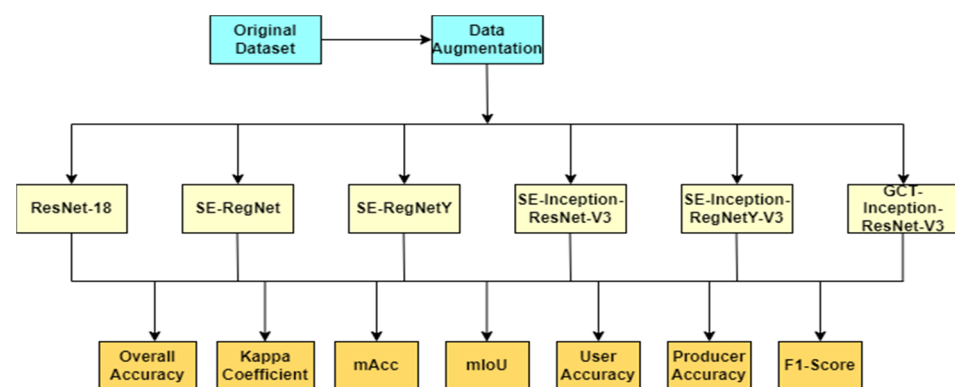 Original
Dataset
Data
Augmentation
ResNet-18
SE-RegNet
SE-RegNetY
SE-Inception-
ResNet-V3
SE-Inception-
RegNetY-V3
GCT-
Inception-
ResNet-V3
Overall
Accuracy
Kappa
Coefficient
mAcc
mIoU
User
Accuracy
Producer
Accuracy
F1-Score